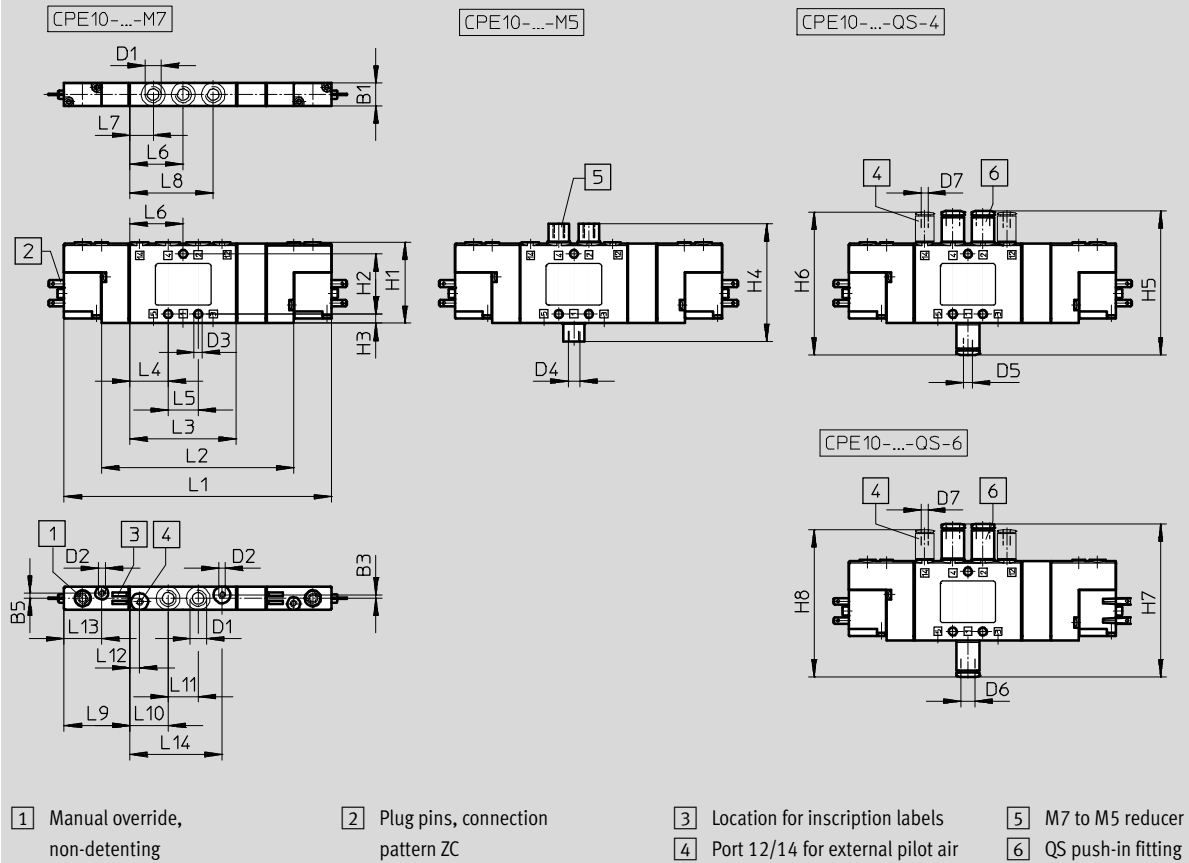 CPE10-...-M7
CPE10-...-M5
CPE10-...-QS-4
D1
B1
L7
L6
L8
5
4
D7
6
L6
2
14 4 2 12
H2
H1
H3
D3
L4
L5
L3
L2
L1
H4
D4
H6
H5
D5
CPE10-...-QS-6
4
D7
6
H8
H7
D6
1
3
4
D2
D2
B3
B5
L13
D1
L12
L11
L9
L10
L14
1 Manual override,
non-detenting
2 Plug pins, connection
pattern ZC
3 Location for inscription labels
4 Port 12/14 for external pilot air
5 M7 to M5 reducer
6 QS push-in fitting